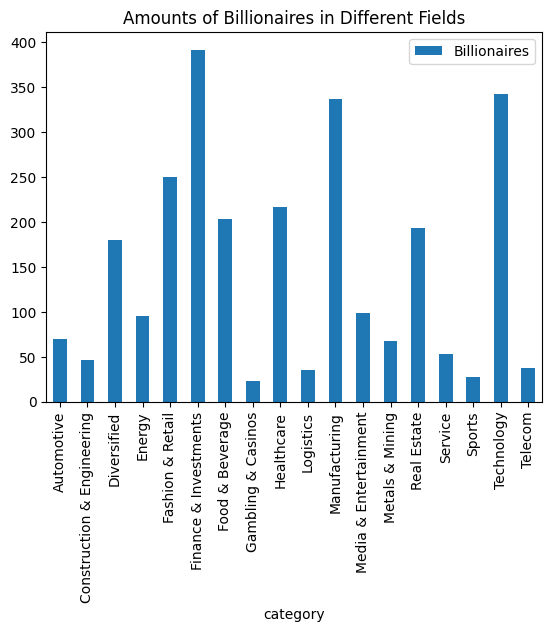 Amounts of Billionaires in Different Fields
Billionaires
400
350
300
250
200
150
100
50
0
Automotive
Construction & Engineering
Diversified
Energy
Fashion & Retail
Finance & Investments
Food & Beverage
Gambling & Casinos
Healthcare
Logistics
Manufacturing
Media & Entertainment
Metals & Mining
Real Estate
Service
Sports
Technology
Telecom
category